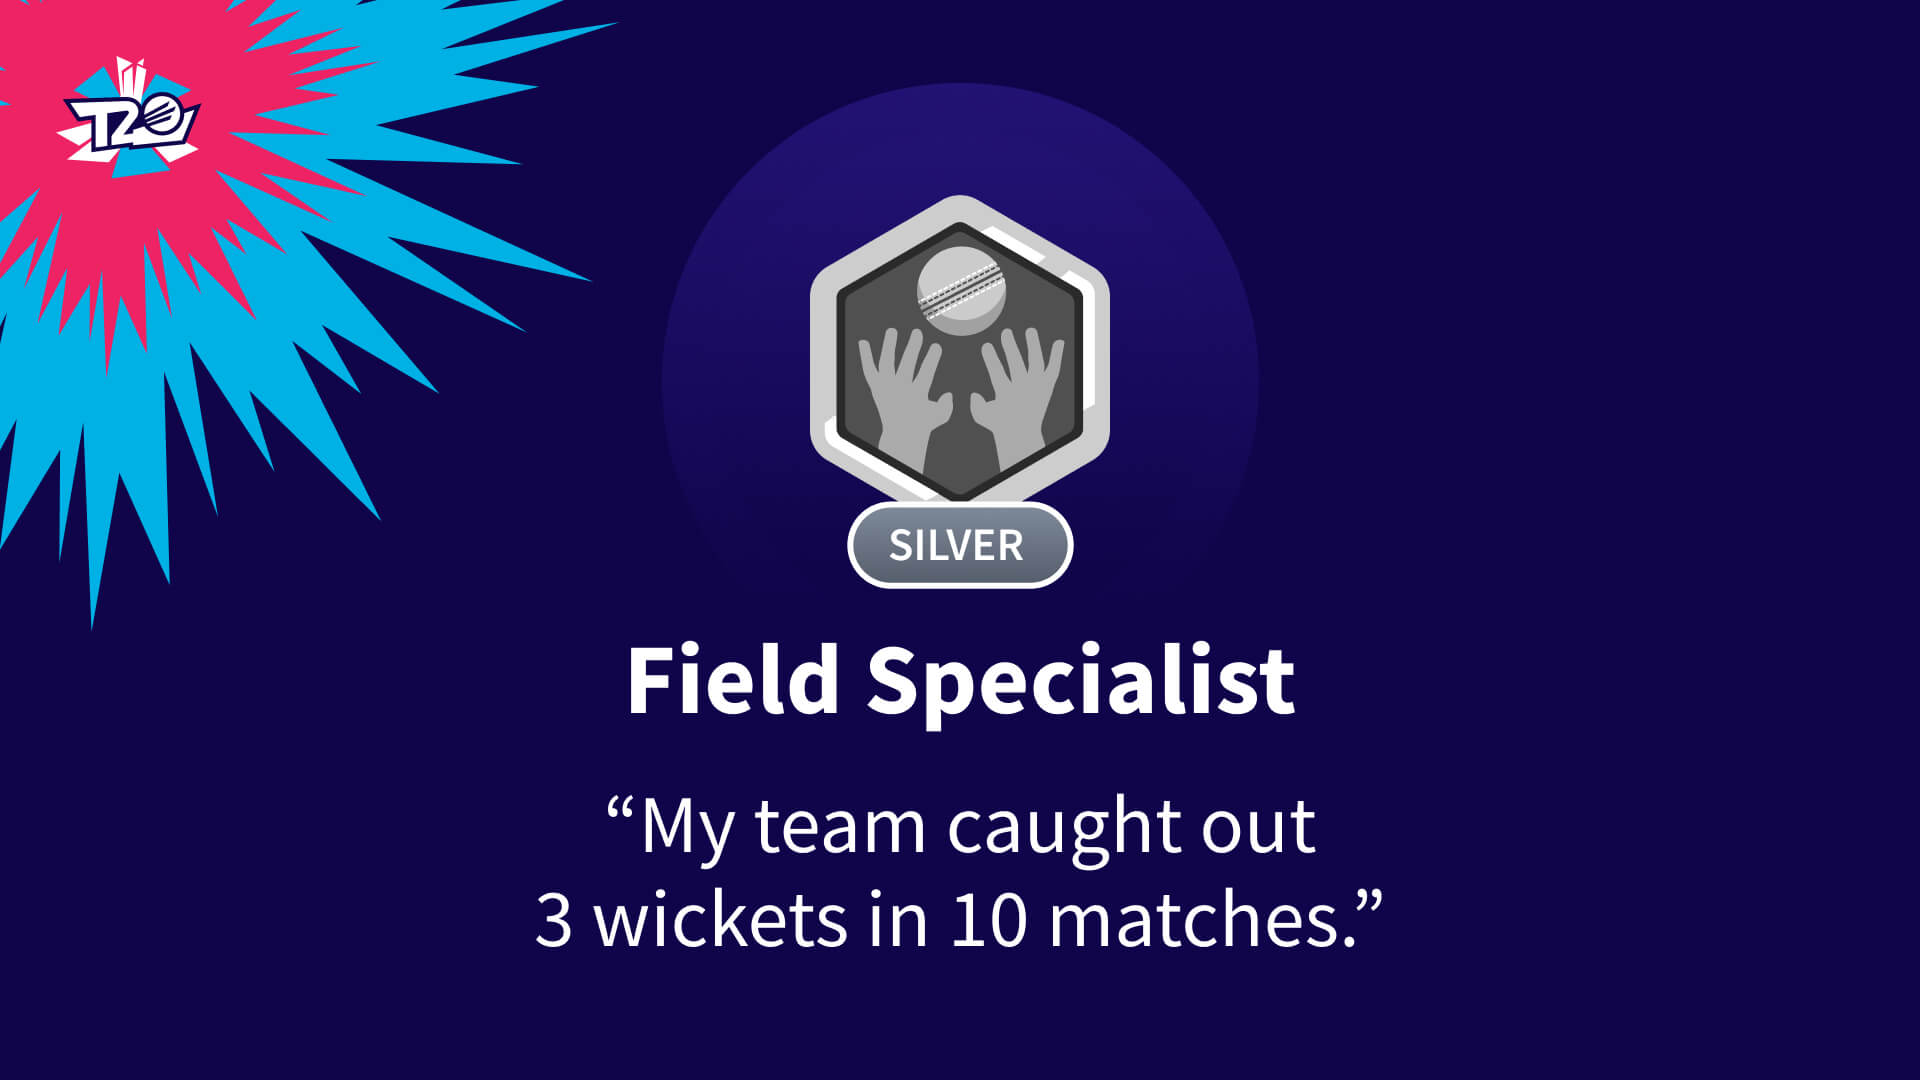 T20
SILVER
Field Specialist
“My team caught out
3 wickets in 10 matches.”